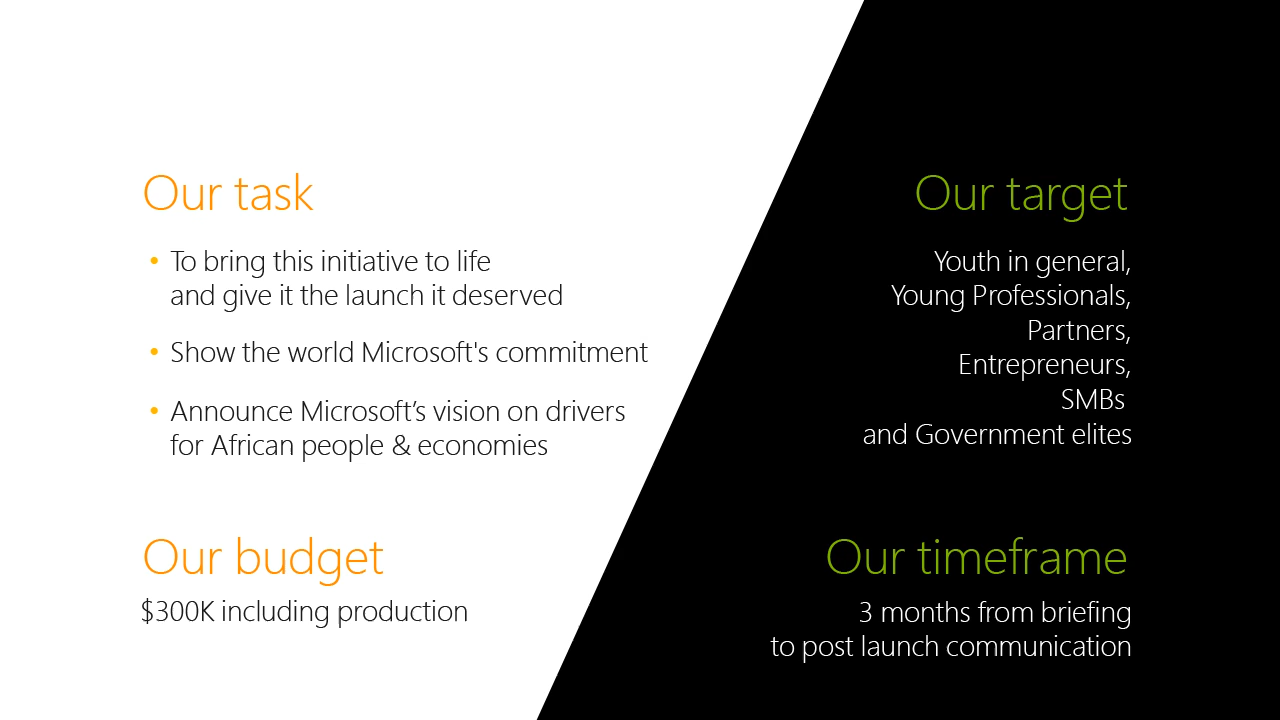 Our task
• To bring this initiative to life
and give it the launch it deserved
• Show the world Microsoft's commitment
• Announce Microsoft’s vision on drivers
for African people & economies
Our budget
$300K including production
Our target
Youth in general,
Young Professionals,
Partners,
Entrepreneurs,
SMBs
and Government elites
Our timeframe
3 months from briefing
to post launch communication